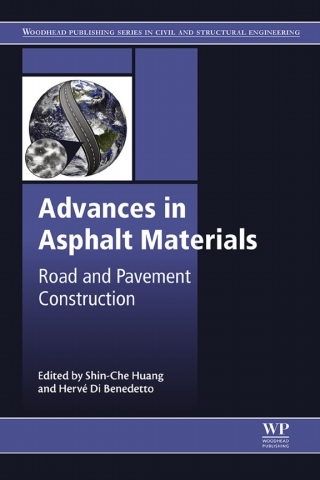 WOODHEAD PUBLISHING SERIES IN CIVIL AND STRUCTURAL ENGINEERING
Advances in
Asphalt Materials
Road and Pavement
Construction
Edited by Shin-Che Huang
and Hervé Di Benedetto
WP
WOODHEAD
PUBLISHING